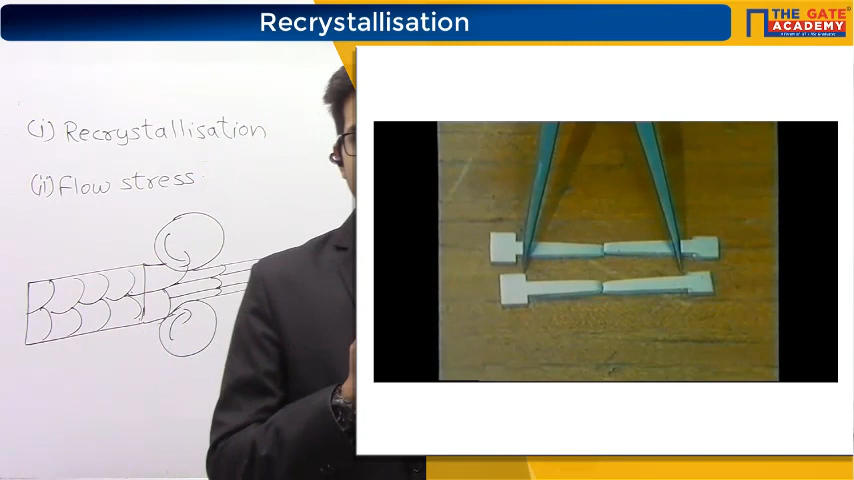 Recrystallisation
THE GATE
ACADEMY
(i) Recrystallisation
(ii) Flow stress